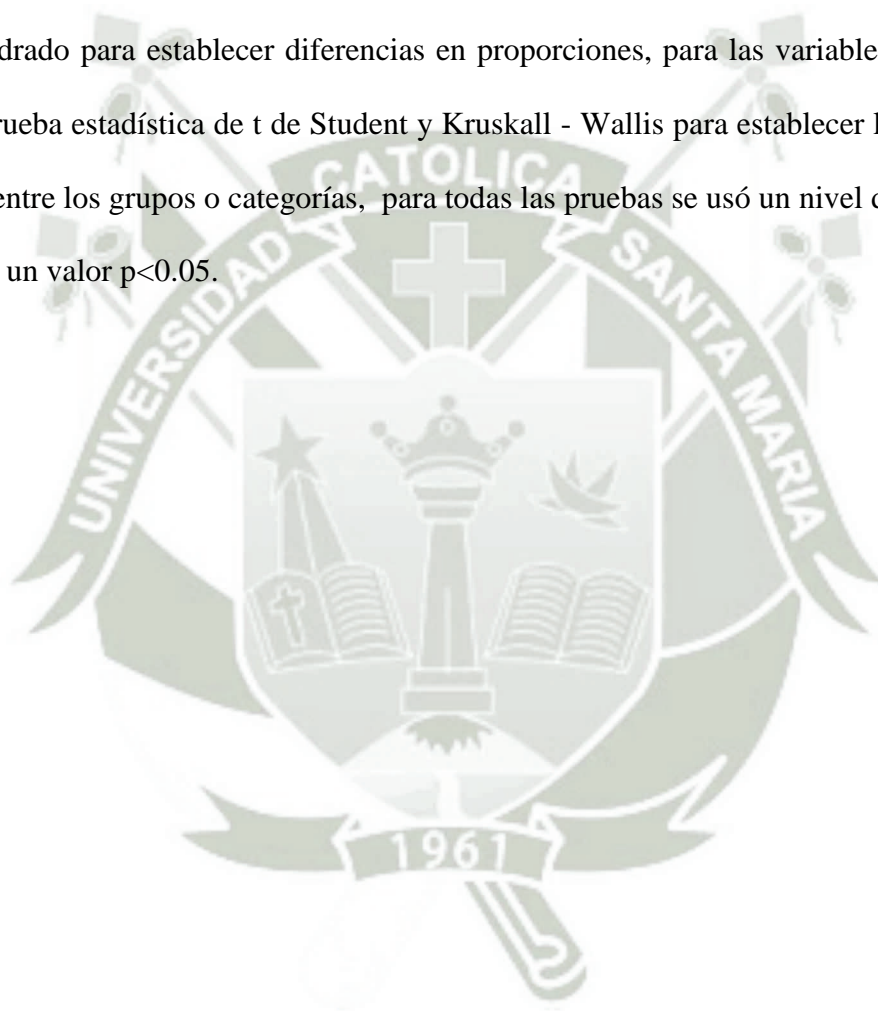 drado para establecer diferencias en proporciones, para las variable
rueba estadística de t de Student y Kruskall - Wallis para establecer l
entre los grupos o categorías, para todas las pruebas se usó un nivel
un valor p<0.05.
UNIVERSIDAD CATOLICA SANTA MARIA
1961